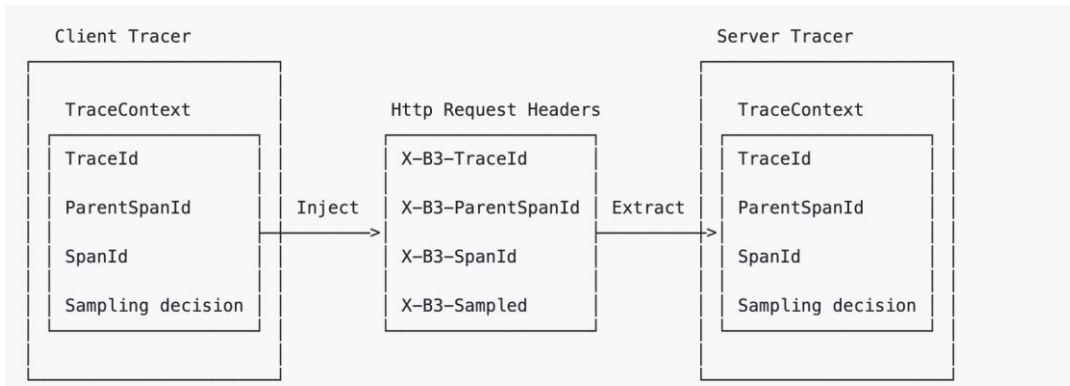 Client Tracer
Server Tracer
TraceContext
Http Request Headers
TraceContext
TraceId
X-B3-TraceId
TraceId
ParentSpanId
Inject
X-B3-ParentSpanId
Extract
ParentSpanId
SpanId
X-B3-SpanId
SpanId
Sampling decision
X-B3-Sampled
Sampling decision